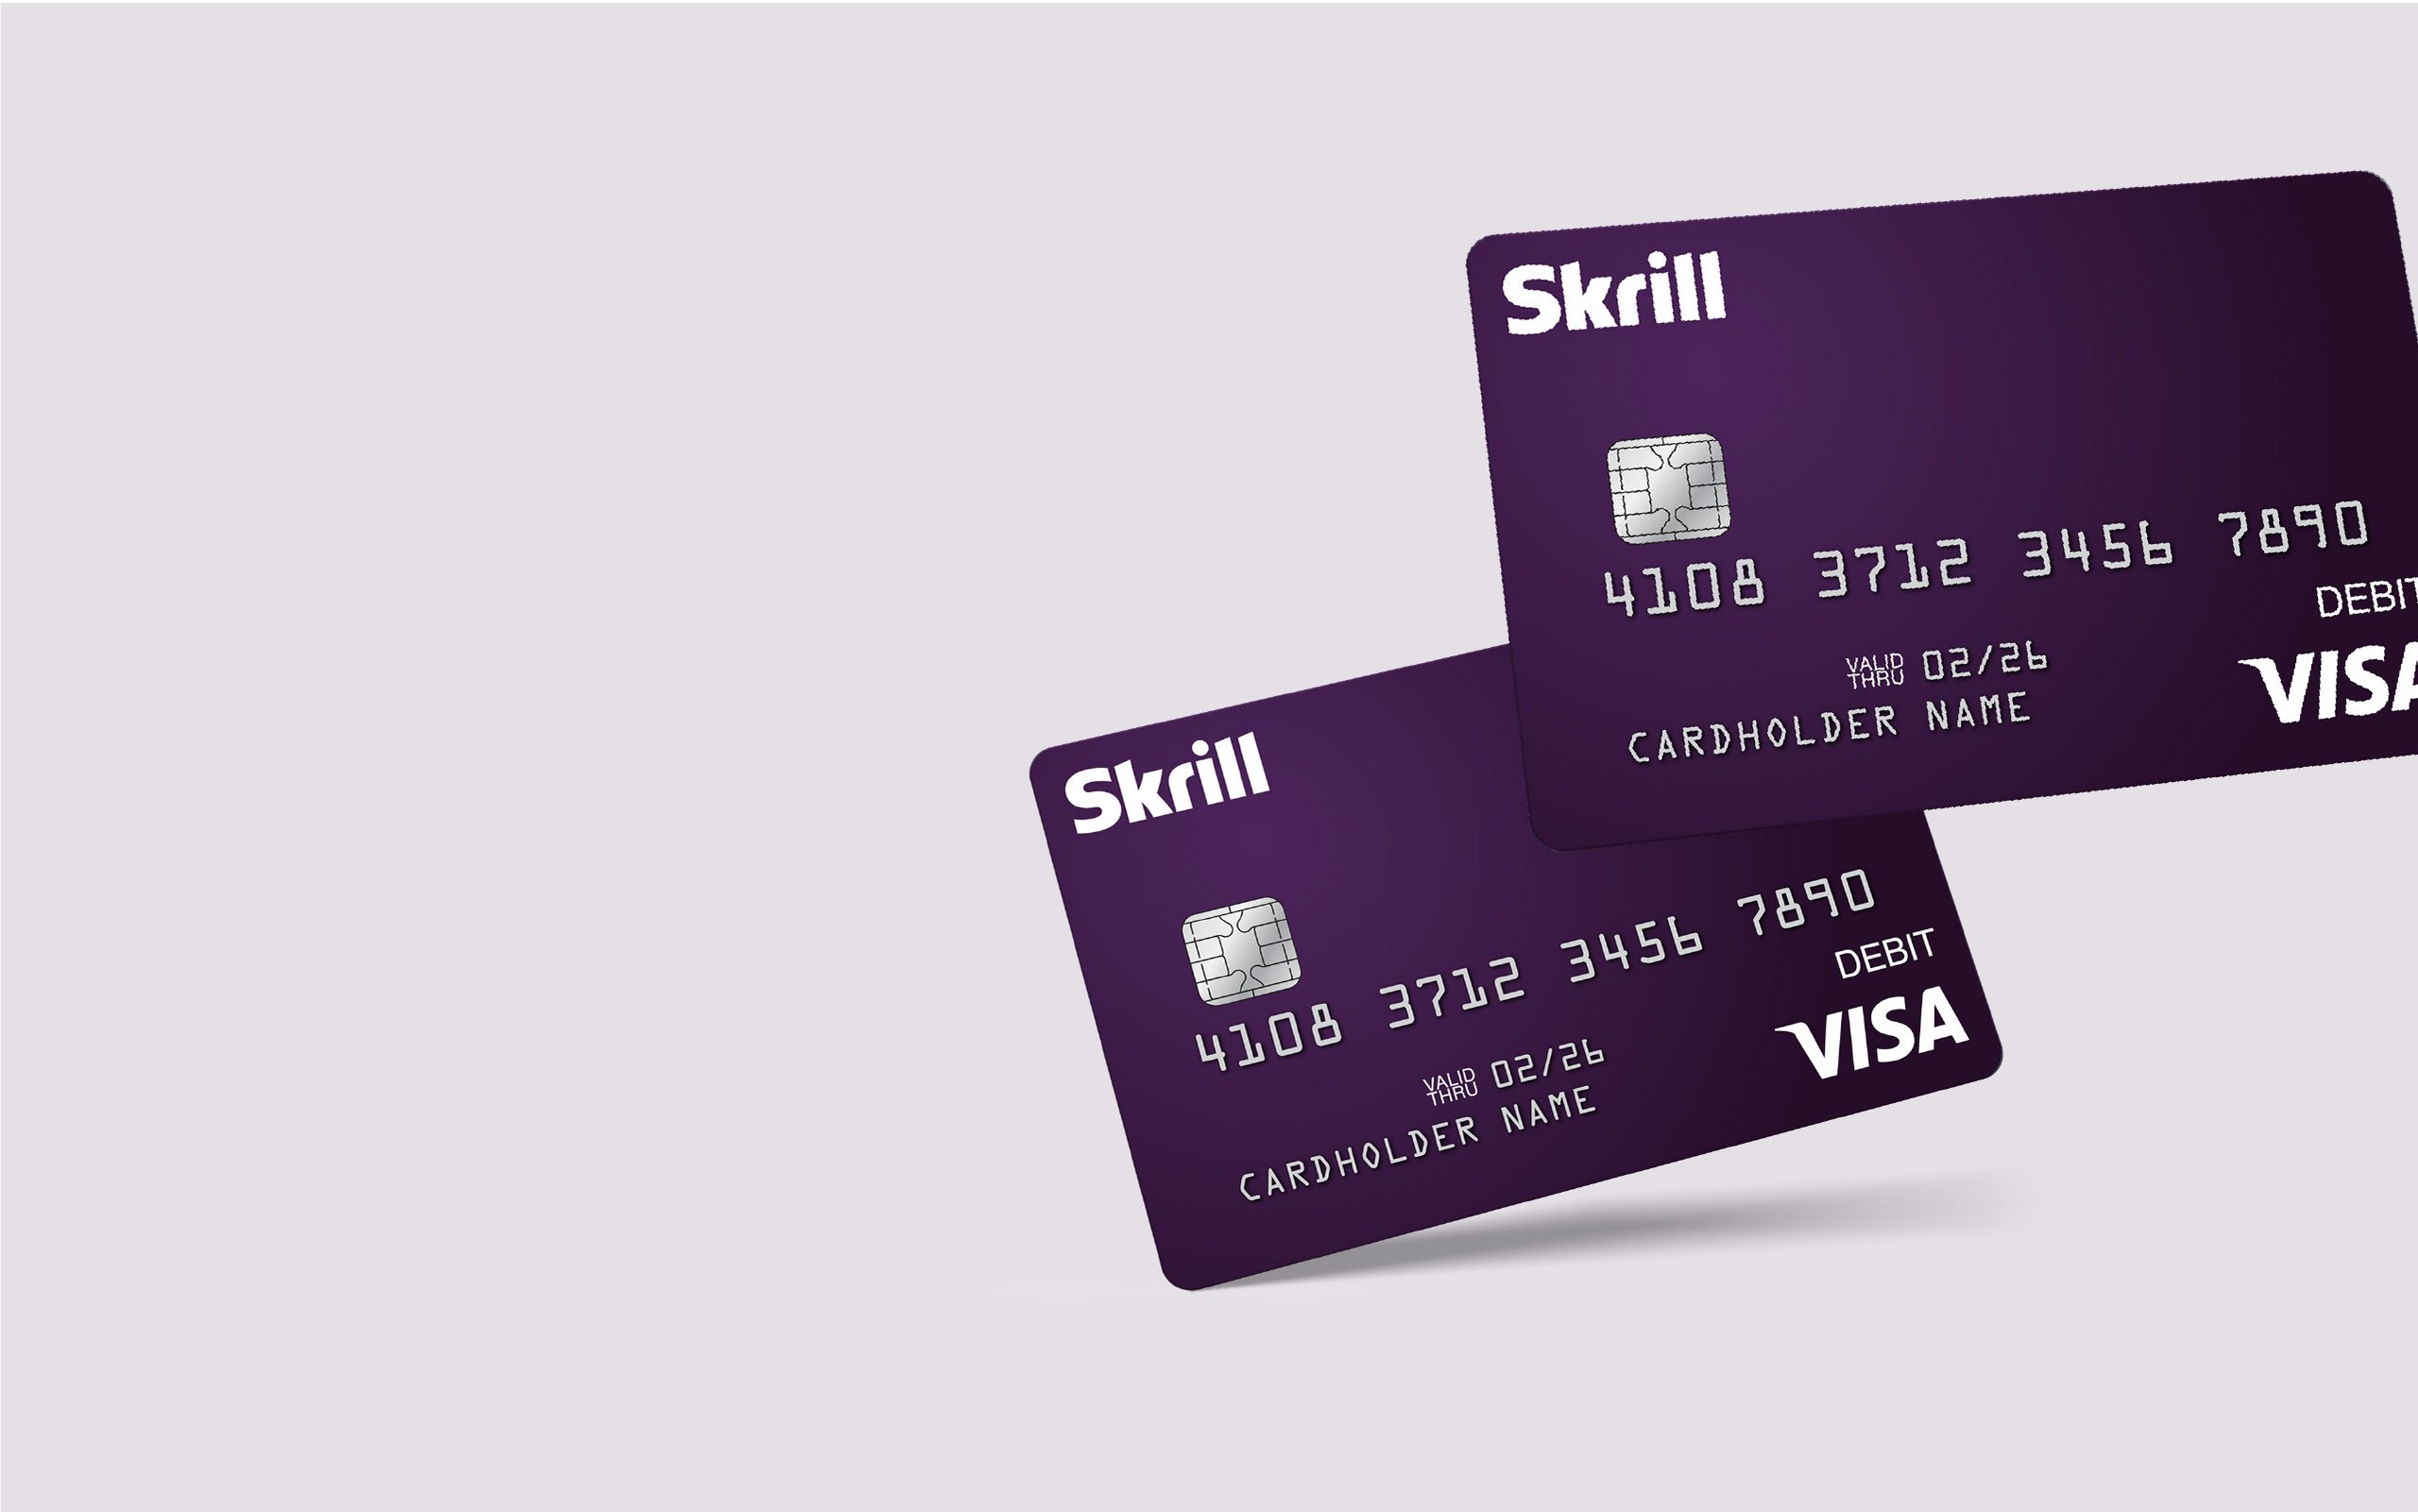 Skrill
4108 3712 3456 7890
DEBIT
VALID THRU 02/26
VISA
CARDHOLDER NAME
Skrill
4108 3712 3456 7890
DEBIT
VALID THRU 02/26
VISA
CARDHOLDER NAME